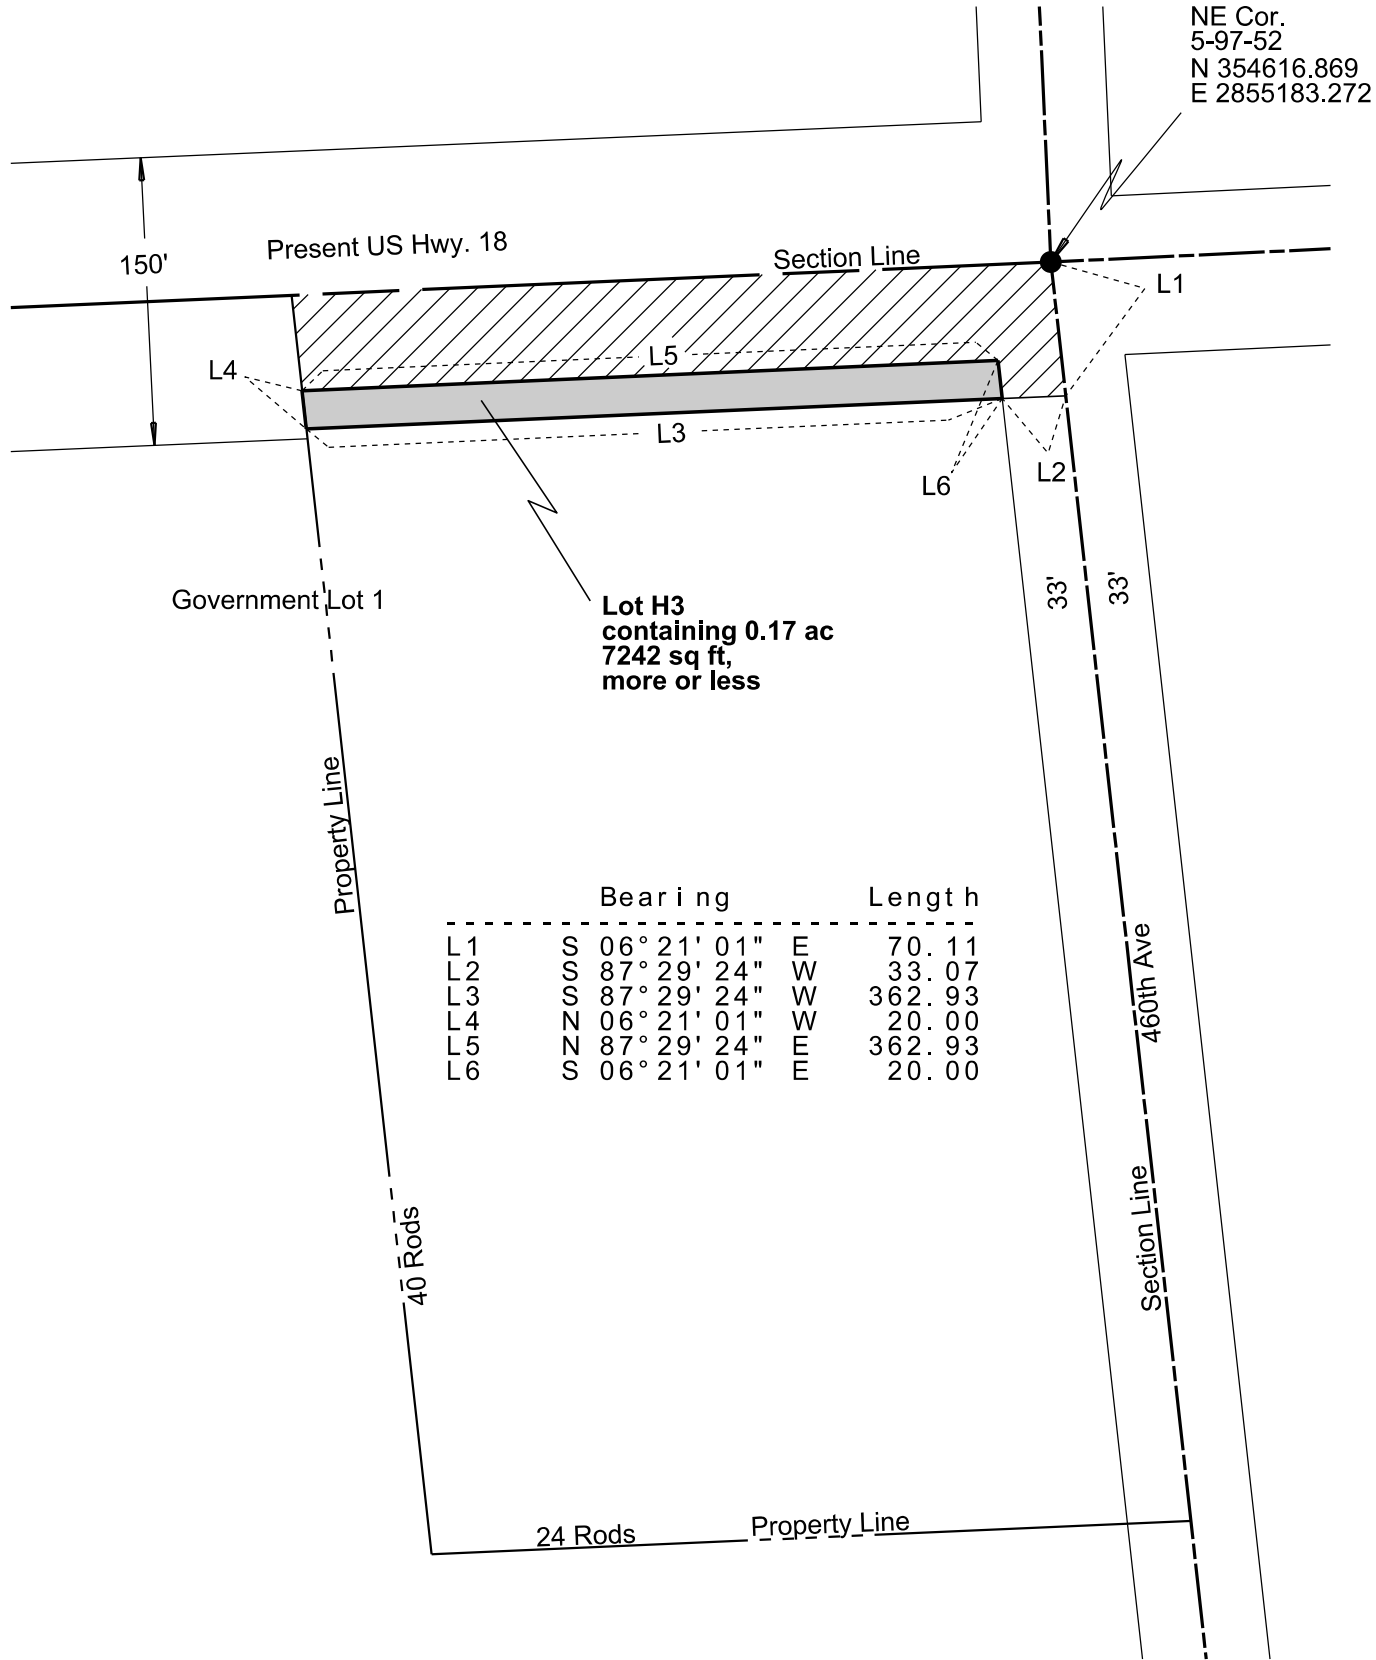 NE Cor.
5-97-52
N 354616.869
E 2855183.272
Present US Hwy. 18
Section Line
150'
L1
L5
L4
L3
L2
L6
33'
33'
Government Lot 1
Lot H3
containing 0.17 ac
7242 sq ft,
more or less
Property Line
Bearing Length
L1 S 06° 21' 01" E 70.11
L2 S 87° 29' 24" W 33.07
L3 S 87° 29' 24" W 362.93
L4 N 06° 21' 01" W 20.00
L5 N 87° 29' 24" E 362.93
L6 S 06° 21' 01" E 20.00
460th Ave
Section Line
40 Rods
24 Rods
Property Line